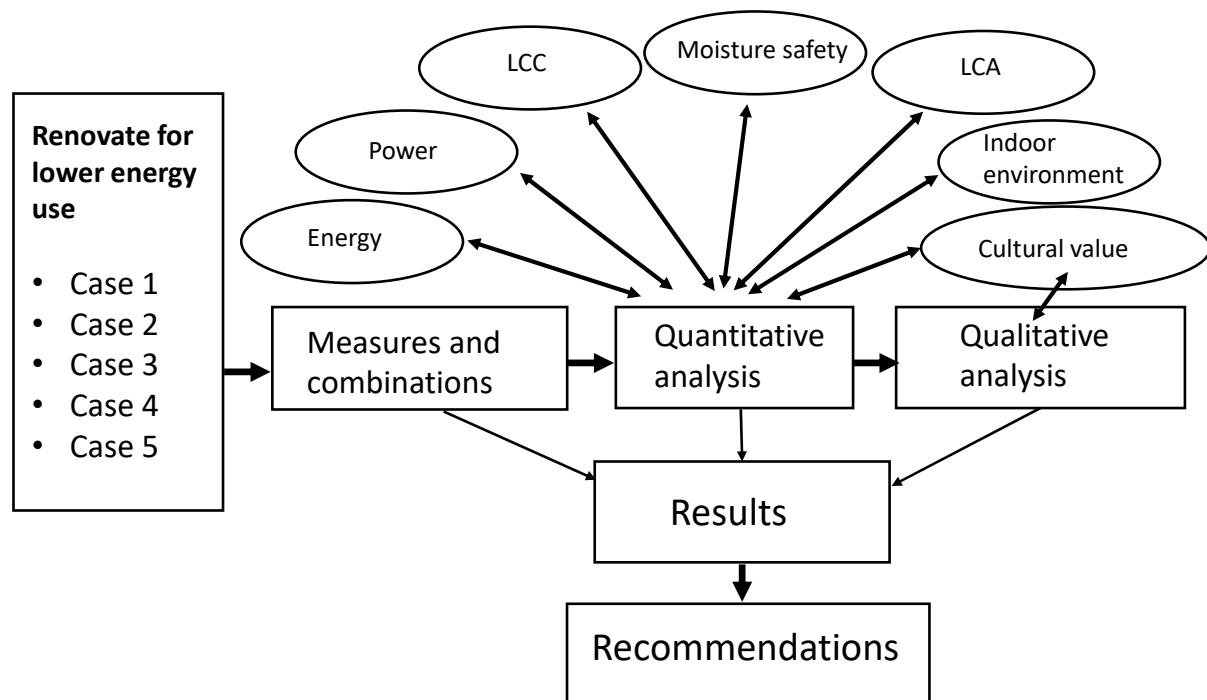 Moisture safety
LCC
LCA
Renovate for
lower energy
use
• Case 1
• Case 2
• Case 3
• Case 4
• Case 5
Power
Indoor
environment
Energy
Cultural value
Measures and
combinations
Quantitative
analysis
Qualitative
analysis
Results
Recommendations